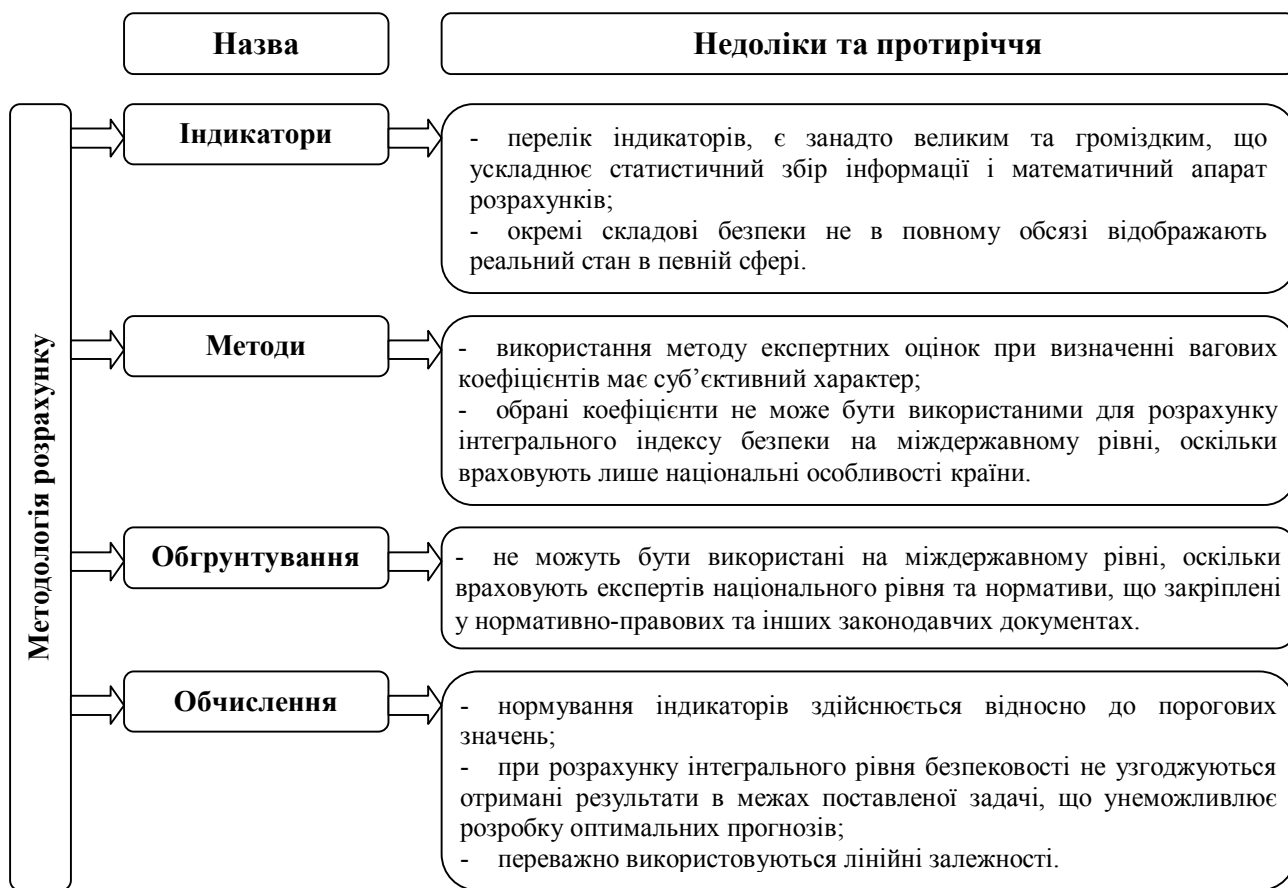 Назва
Недоліки та протиріччя
Методологія розрахунку
Індикатори
- перелік індикаторів, є занадто великим та громіздким, що
ускладнює статистичний збір інформації і математичний апарат
розрахунків;
- окремі складові безпеки не в повному обсязі відображають
реальний стан в певній сфері.
Методи
- використання методу експертних оцінок при визначенні вагових
коефіцієнтів має суб’єктивний характер;
- обрані коефіцієнти не може бути використаними для розрахунку
інтегрального індексу безпеки на міждержавному рівні, оскільки
враховують лише національні особливості країни.
Обгрунтування
- не можуть бути використані на міждержавному рівні, оскільки
враховують експертів національного рівня та нормативи, що закріплені
у нормативно-правових та інших законодавчих документах.
Обчислення
- нормування індикаторів здійснюється відносно до порогових
значень;
- при розрахунку інтегрального рівня безпековості не узгоджуються
отримані результати в межах поставленої задачі, що унеможливлює
розробку оптимальних прогнозів;
- переважно використовуються лінійні залежності.